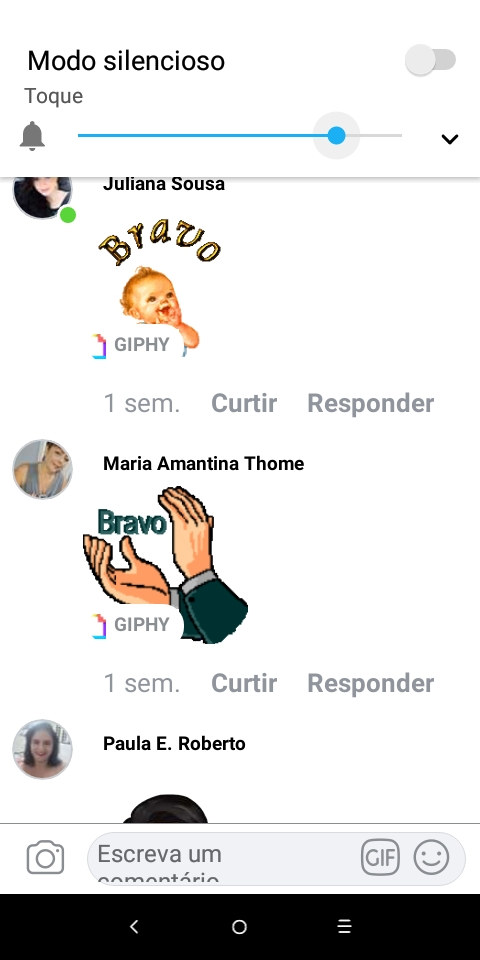 Modo silencioso
Toque
Juliana Sousa
Bravo
GIPHY
1 sem. Curtir Responder
Maria Amantina Thome
Bravo
GIPHY
1 sem. Curtir Responder
Paula E. Roberto
Escreva um
comentário
GIF